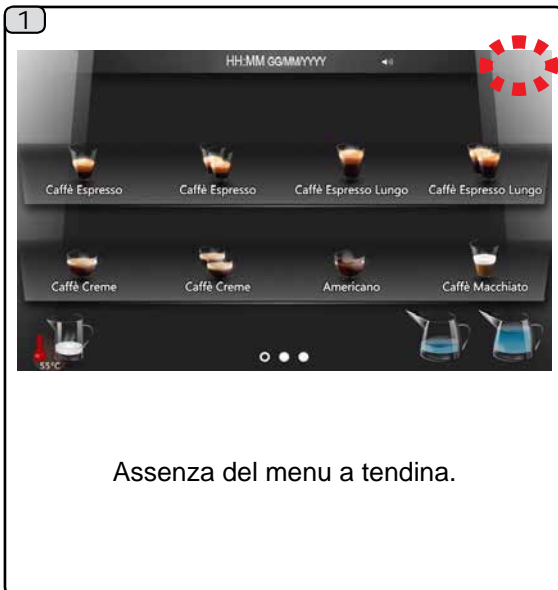 1
HH:MM GG/MM/YYYY
Caffè Espresso Caffè Espresso Caffè Espresso Lungo Caffè Espresso Lungo
Caffè Creme Caffè Creme Americano Caffè Macchiato
55°C
Assenza del menu a tendina.